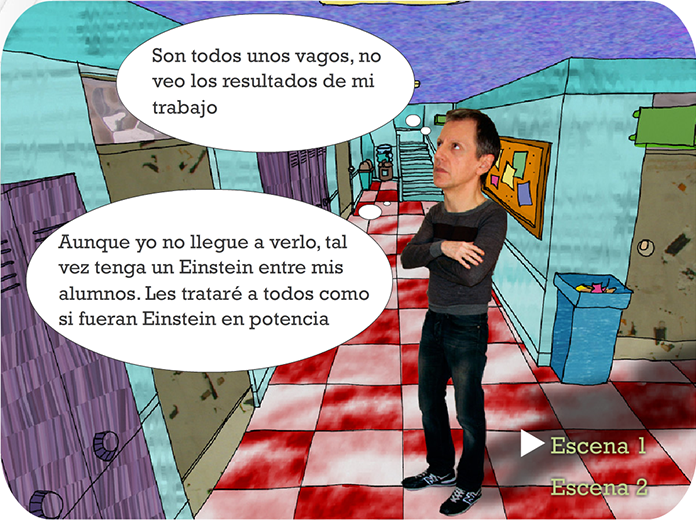 Son todos unos vagos, no
veo los resultados de mi
trabajo
Aunque yo no llegue a verlo, tal
vez tenga un Einstein entre mis
alumnos. Les trataré a todos como
si fueran Einstein en potencia
Escena 1
Escena 2